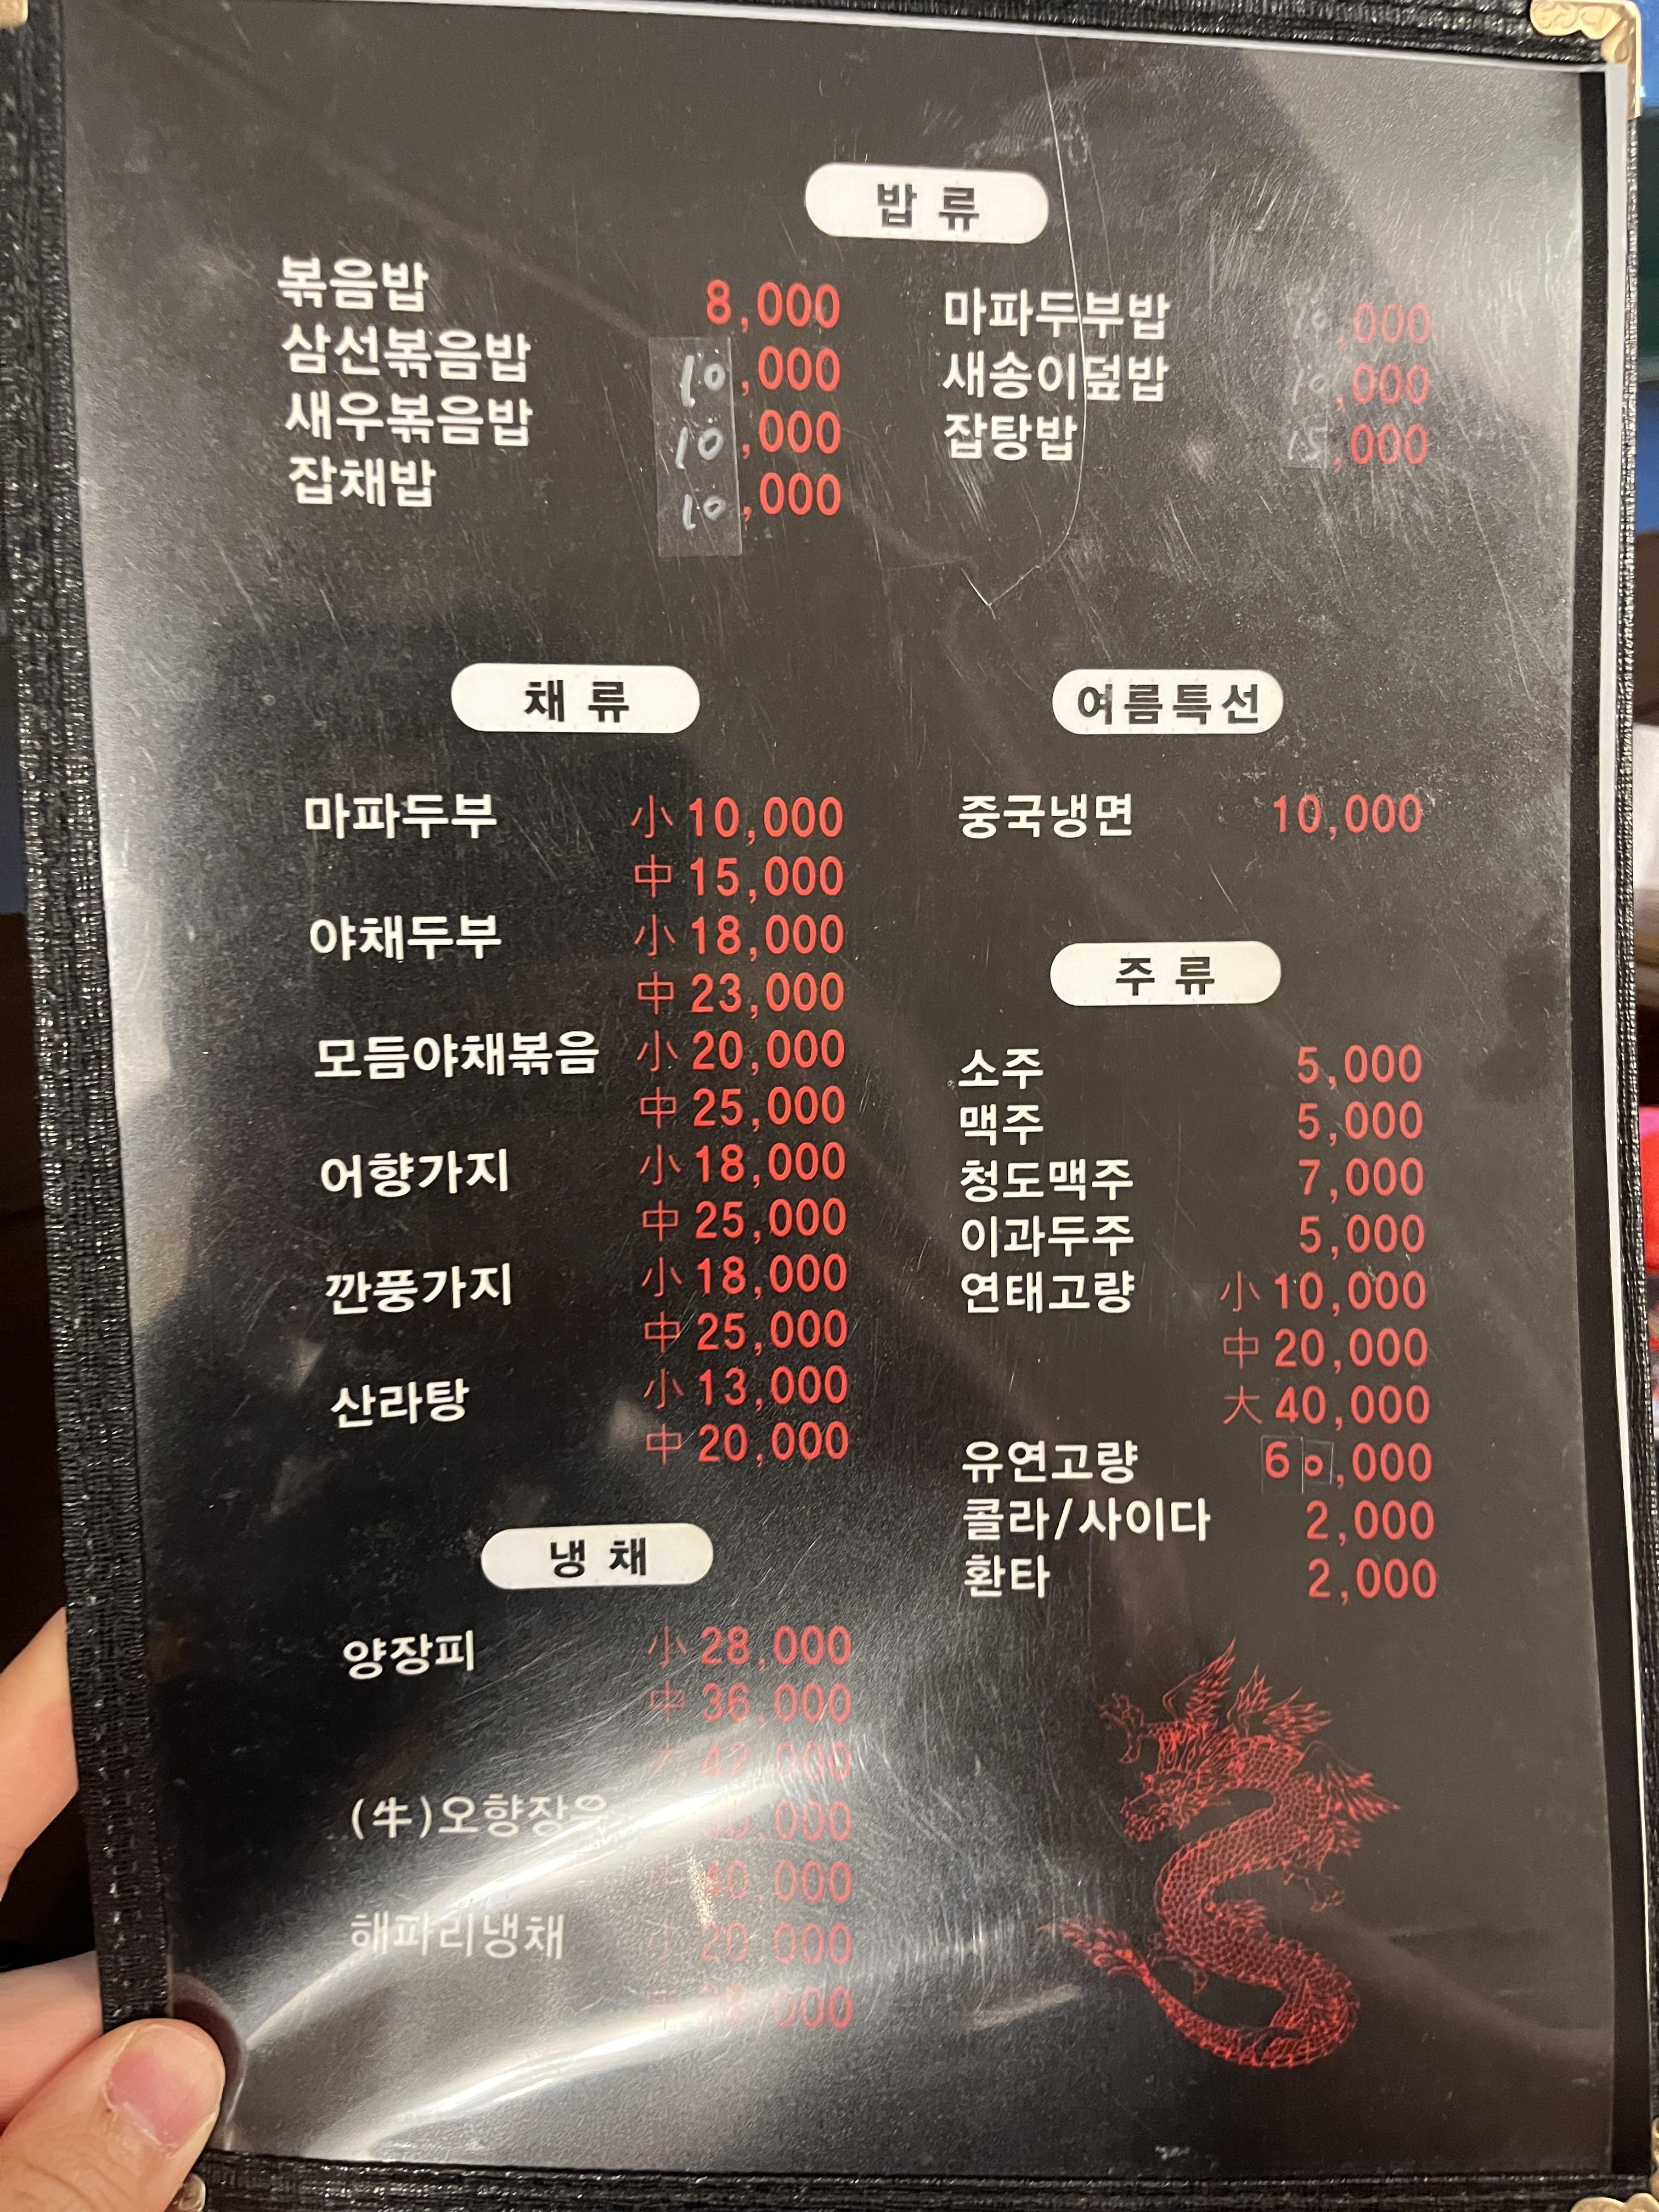 밥 류
볶음밥 8,000
삼선볶음밥 10,000
새우볶음밥 10,000
잡채밥 10,000
마파두부밥 10,000
새송이덮밥 10,000
잡탕밥 ,000
채 류
마파두부 小 10,000
中 15,000
야채두부 小 18,000
中 23,000
모듬야채볶음 小 20,000
中 25,000
어향가지 小 18,000
中 25,000
깐풍가지 小 18,000
中 25,000
산라탕 小 13,000
中 20,000
냉 채
양장피 小 28,000
中 36,000
大 42,000
(牛)오향장육 ,000
40,000
해파리냉채 小 20,000
,000
여름특선
중국냉면 10,000
주 류
소주 5,000
맥주 5,000
청도맥주 7,000
이과두주 5,000
연태고량 小 10,000
中 20,000
大 40,000
유연고량 60,000
콜라/사이다 2,000
환타 2,000